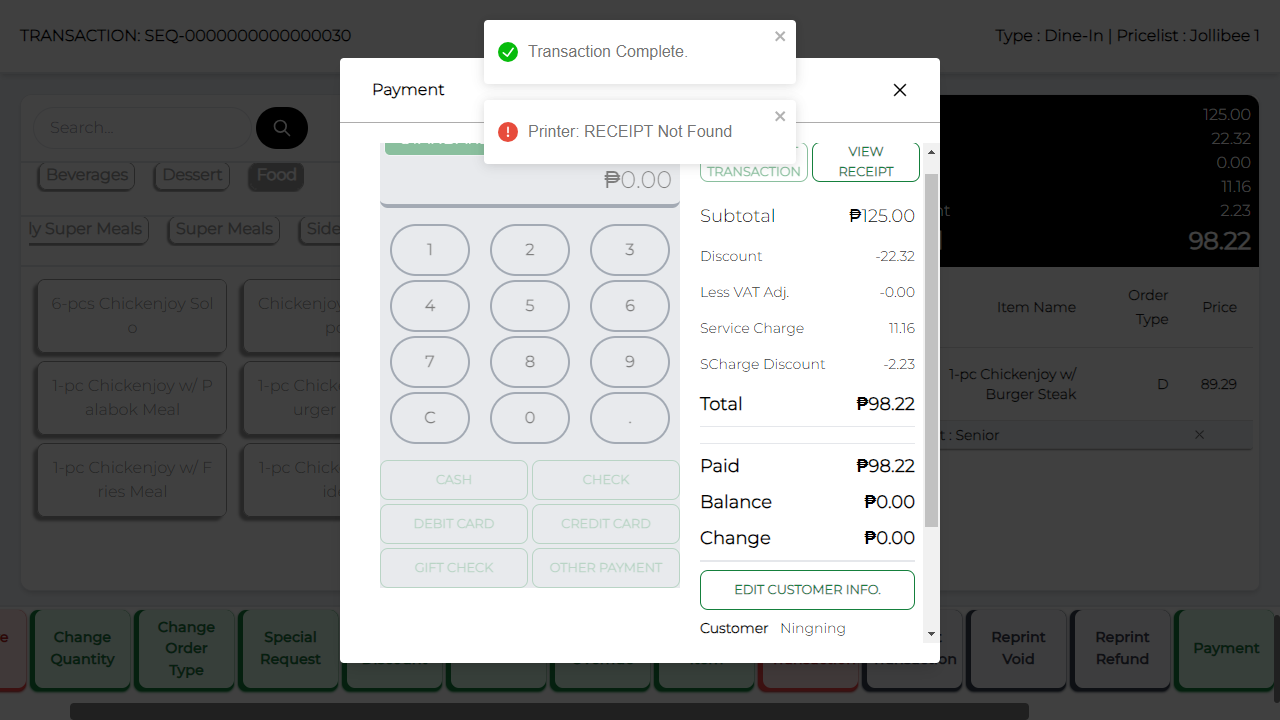 TRANSACTION: SEQ-0000000000000030
Type : Dine-In | Pricelist : Jollibee 1
Transaction Complete.
Payment
Printer: RECEIPT Not Found
Search...
Beverages
Dessert
Food
ly Super Meals
Super Meals
Side
6-pcs Chickenjoy Sol
o
Chickenjoy
1-pc Chickenjoy w/ P
alabok Meal
1-pc Chick
urger
1-pc Chickenjoy w/ F
ries Meal
1-pc Chick
₱0.00
1
2
3
4
5
6
7
8
9
C
0
.
CASH
CHECK
DEBIT CARD
CREDIT CARD
GIFT CHECK
OTHER PAYMENT
TRANSACTION
VIEW
RECEIPT
Subtotal ₱125.00
Discount -22.32
Less VAT Adj. -0.00
Service Charge 11.16
SCharge Discount -2.23
Total ₱98.22
Paid ₱98.22
Balance ₱0.00
Change ₱0.00
EDIT CUSTOMER INFO.
Customer Ningning
125.00
22.32
0.00
11.16
2.23
98.22
Item Name
Order
Type
Price
1-pc Chickenjoy w/
Burger Steak
D
89.29
: Senior
Change
Quantity
Change
Order
Type
Special
Request
Reprint
Void
Reprint
Refund
Payment